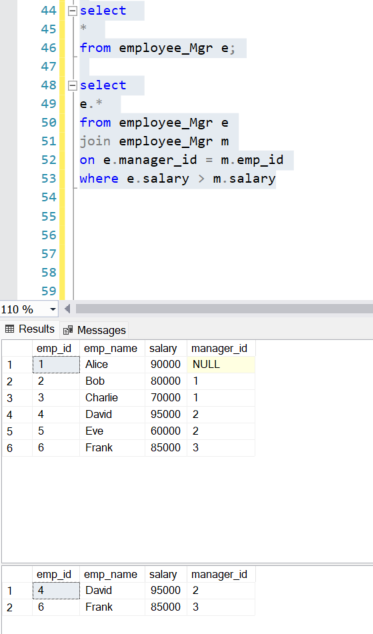 44 select
45 *
46 from employee_Mgr e;
47
48 select
49 e.*
50 from employee_Mgr e
51 join employee_Mgr m
52 on e.manager_id = m.emp_id
53 where e.salary > m.salary
54
55
56
57
58
59
110 %
Results Messages
emp_id emp_name salary manager_id
1 1 Alice 90000 NULL
2 2 Bob 80000 1
3 3 Charlie 70000 1
4 4 David 95000 2
5 5 Eve 60000 2
6 6 Frank 85000 3
emp_id emp_name salary manager_id
1 4 David 95000 2
2 6 Frank 85000 3